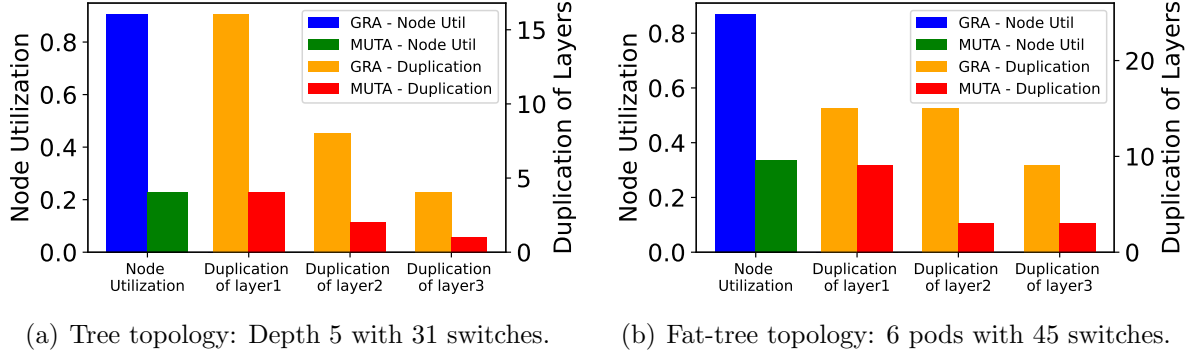 GRA - Node Util
MUTA - Node Util
GRA - Duplication
MUTA - Duplication
Node Utilization
0.8
0.6
0.4
0.2
0.0
15
10
5
0
Duplication of Layers
Node
Utilization
Duplication
of layer1
Duplication
of layer2
Duplication
of layer3
(a) Tree topology: Depth 5 with 31 switches.
GRA - Node Util
MUTA - Node Util
GRA - Duplication
MUTA - Duplication
Node Utilization
0.8
0.6
0.4
0.2
0.0
20
10
0
Duplication of Layers
Node
Utilization
Duplication
of layer1
Duplication
of layer2
Duplication
of layer3
(b) Fat-tree topology: 6 pods with 45 switches.